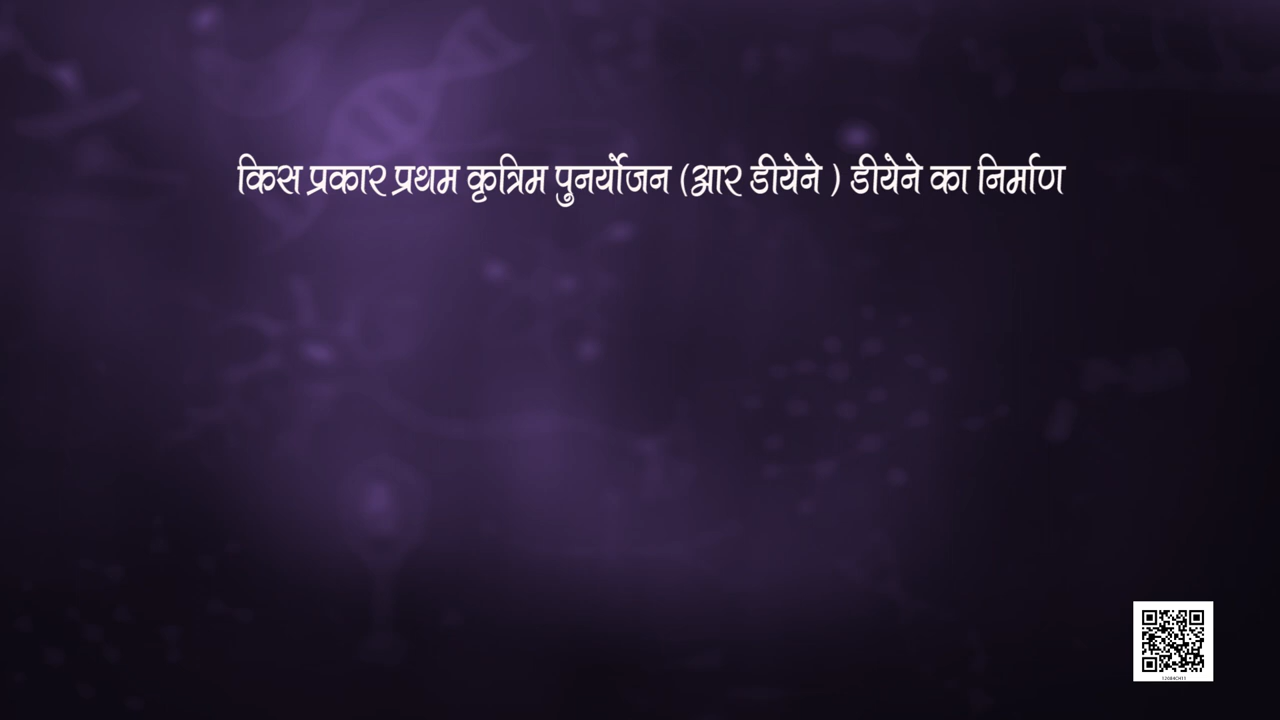 किस प्रकार प्रथम कृत्रिम पुनर्योजन (आर डीयेने ) डीयेने का निर्माण